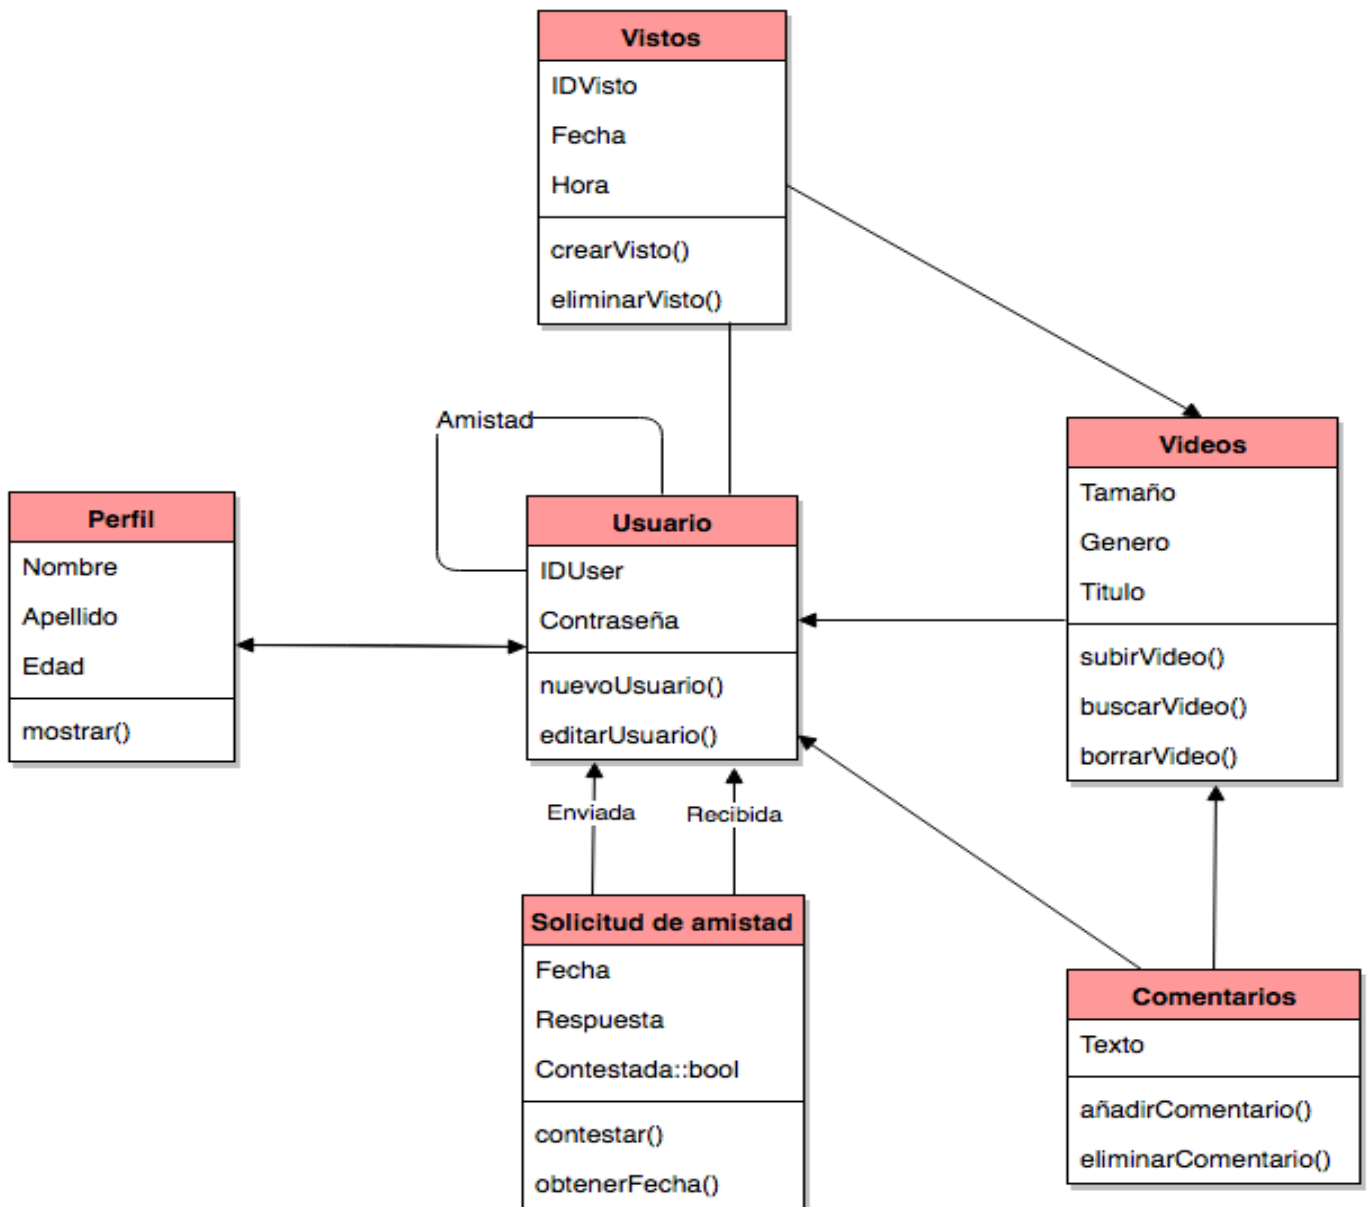 Vistos
IDVisto
Fecha
Hora
crearVisto()
eliminarVisto()
Amistad
Perfil
Nombre
Apellido
Edad
mostrar()
Usuario
IDUser
Contraseña
nuevoUsuario()
editarUsuario()
Videos
Tamaño
Genero
Titulo
subirVideo()
buscarVideo()
borrarVideo()
Enviada
Recibida
Solicitud de amistad
Fecha
Respuesta
Contestada::bool
contestar()
obtenerFecha()
Comentarios
Texto
añadirComentario()
eliminarComentario()